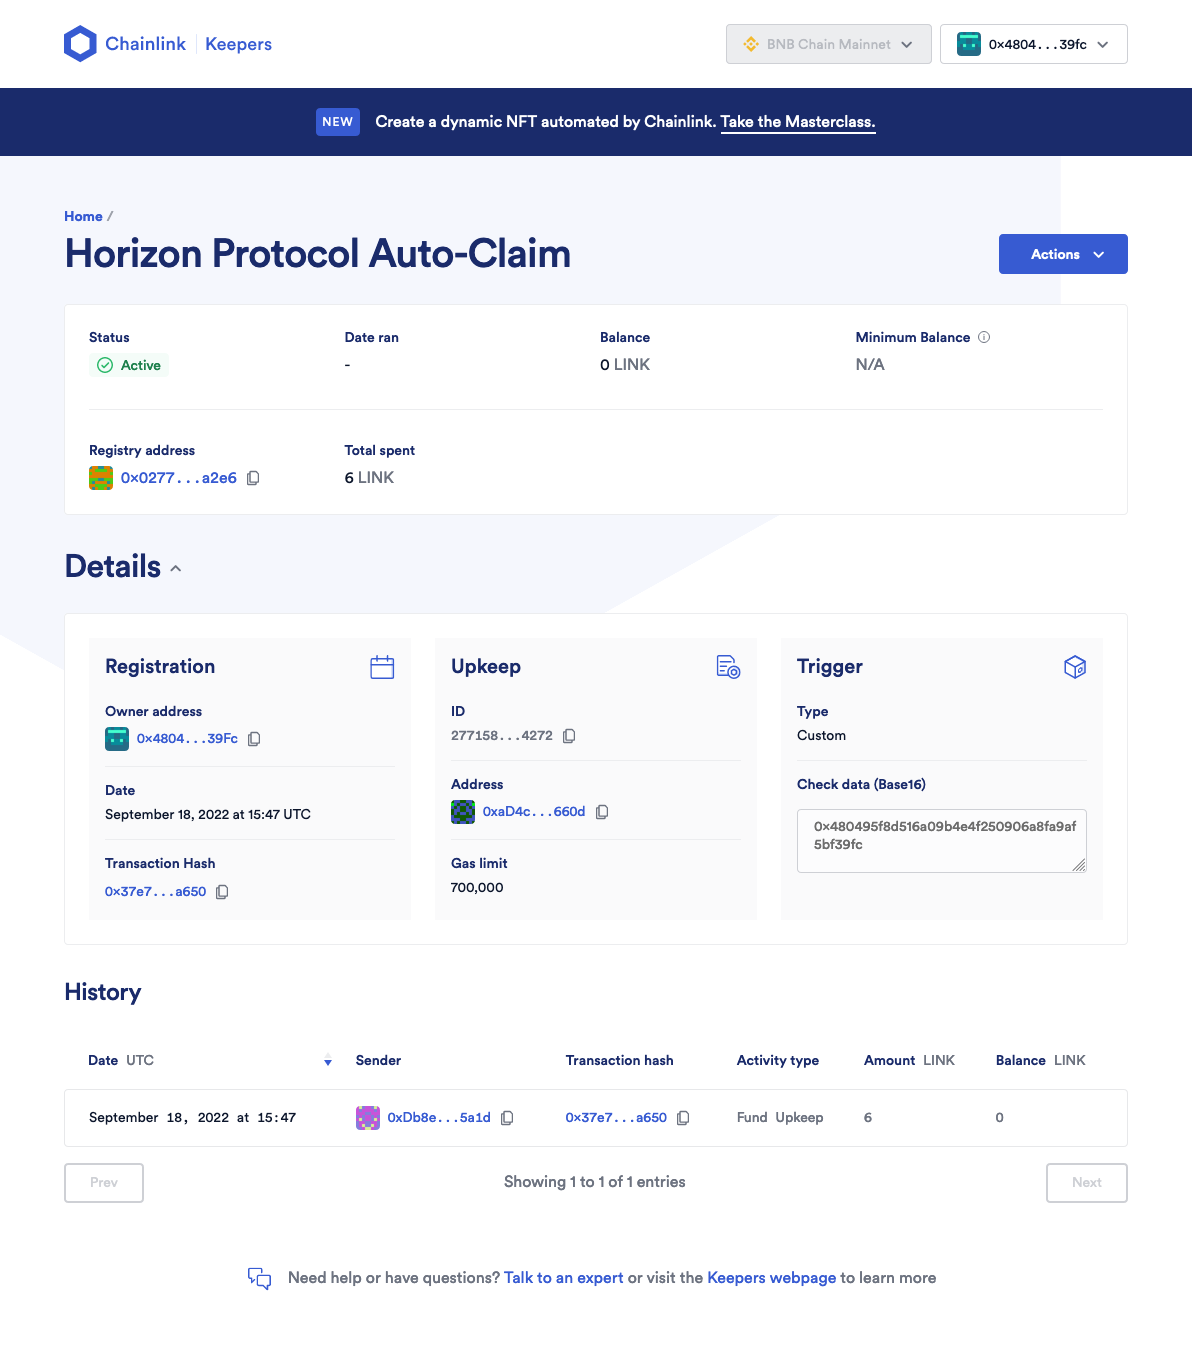 Chainlink Keepers
BNB Chain Mainnet
0x4804...39fc
NEW Create a dynamic NFT automated by Chainlink. Take the Masterclass.
Home /
Horizon Protocol Auto-Claim
Actions
Status Date ran Balance Minimum Balance
Active - 0 LINK N/A
Registry address Total spent
0x0277...a2e6 6 LINK
Details
Registration
Owner address
0x4804...39Fc
Date
September 18, 2022 at 15:47 UTC
Transaction Hash
0x37e7...a650
Upkeep
ID
277158...4272
Address
0xaD4c...660d
Gas limit
700,000
Trigger
Type
Custom
Check data (Base16)
0x480495f8d516a09b4e4f250906a8fa9af
5bf39fc
History
Date UTC Sender Transaction hash Activity type Amount LINK Balance LINK
September 18, 2022 at 15:47 0xDb8e...5a1d 0x37e7...a650 Fund Upkeep 6 0
Prev Showing 1 to 1 of 1 entries Next
Need help or have questions? Talk to an expert or visit the Keepers webpage to learn more